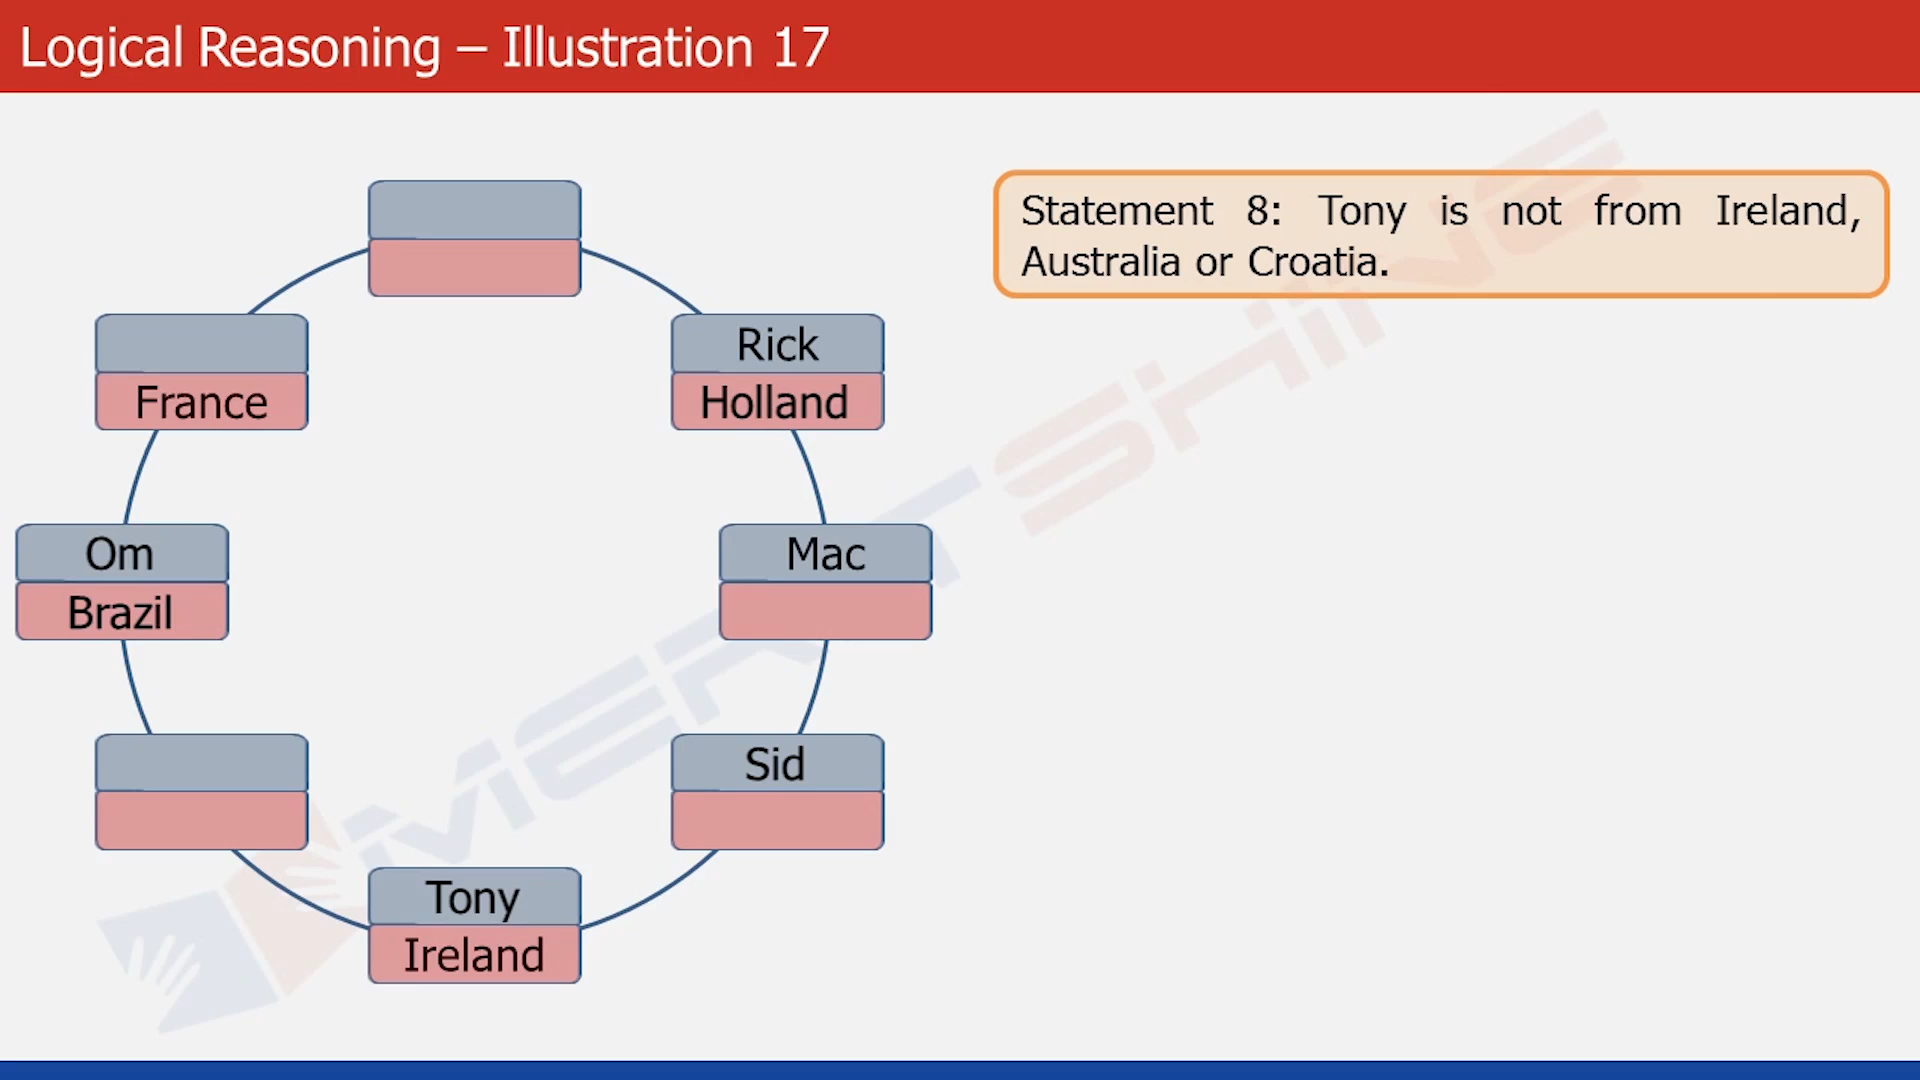 Logical Reasoning – Illustration 17
Statement 8: Tony is not from Ireland,
Australia or Croatia.
Rick
Holland
France
Om
Brazil
Mac
Sid
Tony
Ireland
MERITSHINE